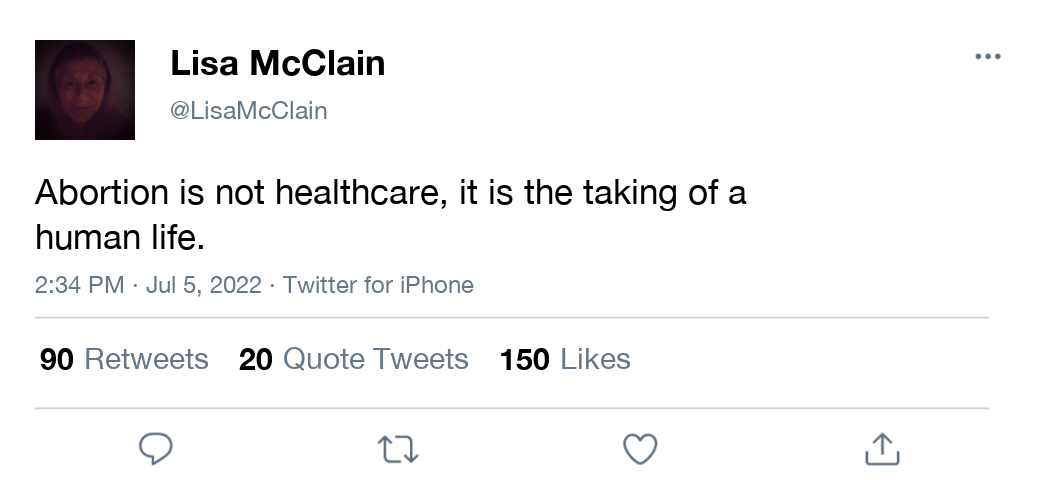 Lisa McClain
@LisaMcClain
Abortion is not healthcare, it is the taking of a
human life.
2:34 PM · Jul 5, 2022 · Twitter for iPhone
90 Retweets 20 Quote Tweets 150 Likes